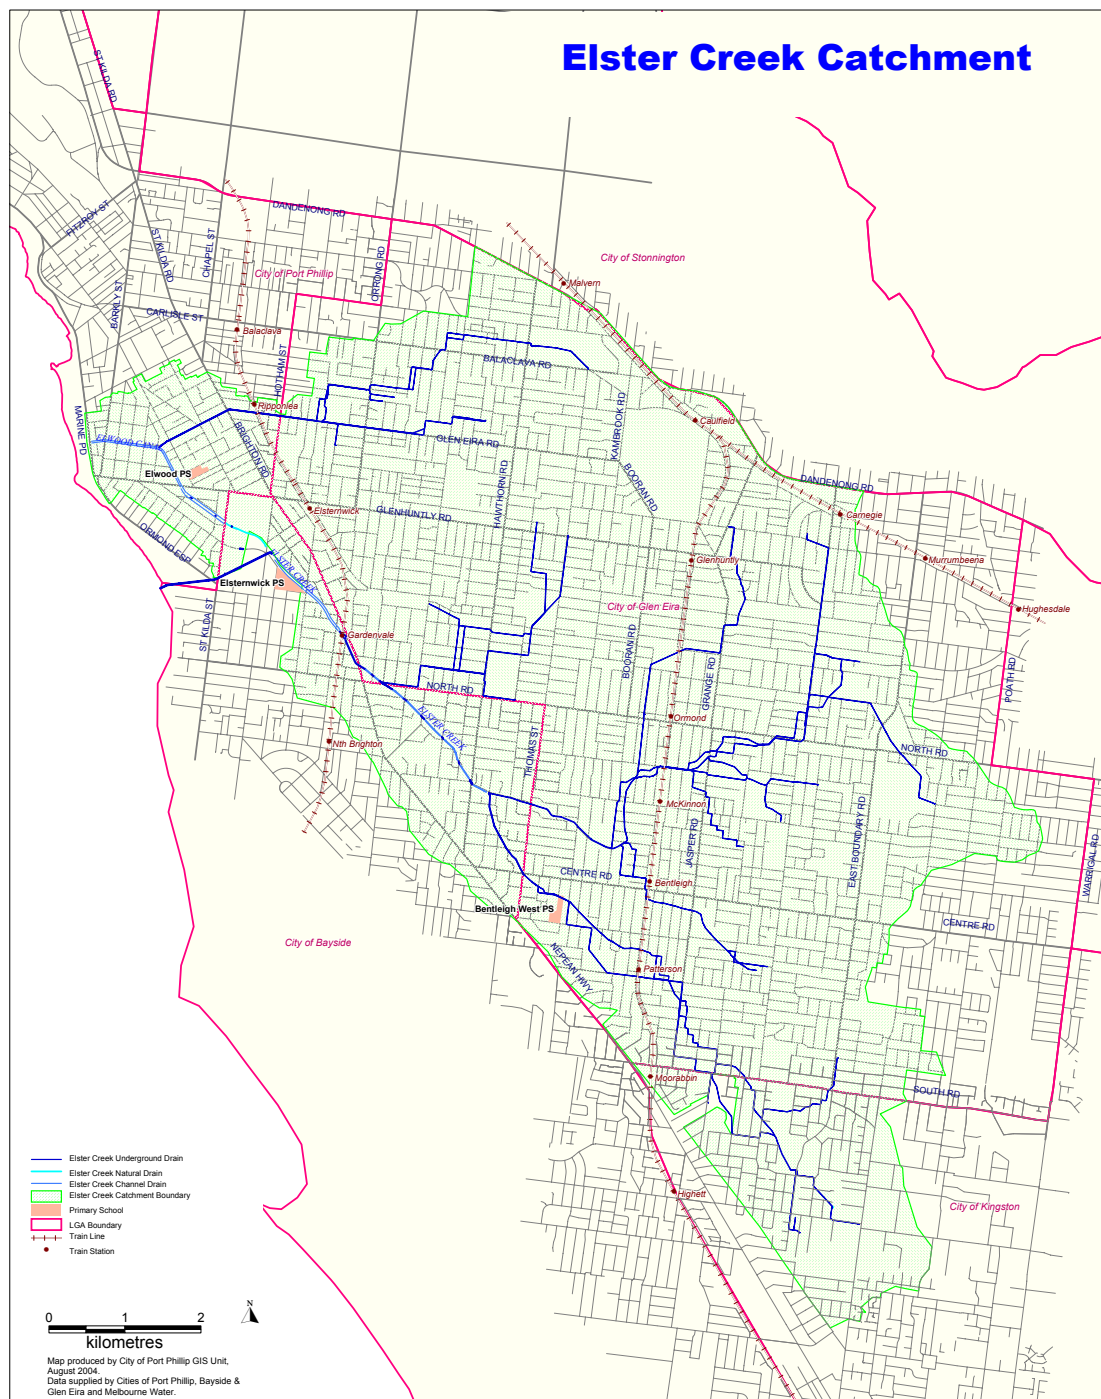 Elster Creek Catchment
ST KILDA RD
DANDENONG RD
FITZROY ST
ST KILDA RD
CHAPEL ST
ORRONG RD
City of Stonnington
City of Port Phillip
Malvern
BARKLY ST
CARLISLE ST
Balaclava
HOTHAM ST
BALACLAVA RD
KAMBROOK RD
Ripponlea
MARINE PD
Caulfield
ELWOOD CANAL
BRIGHTON RD
GLEN EIRA RD
BOORAN RD
Elwood PS
HAWTHORN RD
DANDENONG RD
Elsternwick
GLENHUNTLY RD
Carnegie
ORMOND ESP
Glenhuntly
Murrumbeena
ELSTER CREEK
Elsternwick PS
City of Glen Eira
Hughesdale
ST KILDA ST
Gardenvale
BOORAN RD
GRANGE RD
POATH RD
NORTH RD
ELSTER CREEK
Ormond
Nth Brighton
THOMAS ST
NORTH RD
McKinnon
JASPER RD
EAST BOUNDARY RD
WARRIGAL RD
CENTRE RD
Bentleigh
Bentleigh West PS
CENTRE RD
City of Bayside
NEPEAN HWY
Patterson
Moorabbin
SOUTH RD
Highett
City of Kingston
Elster Creek Underground Drain
Elster Creek Natural Drain
Elster Creek Channel Drain
Elster Creek Catchment Boundary
Primary School
LGA Boundary
Train Line
Train Station
N
0 1 2
kilometres
Map produced by City of Port Phillip GIS Unit,
August 2004.
Data supplied by Cities of Port Phillip, Bayside &
Glen Eira and Melbourne Water.